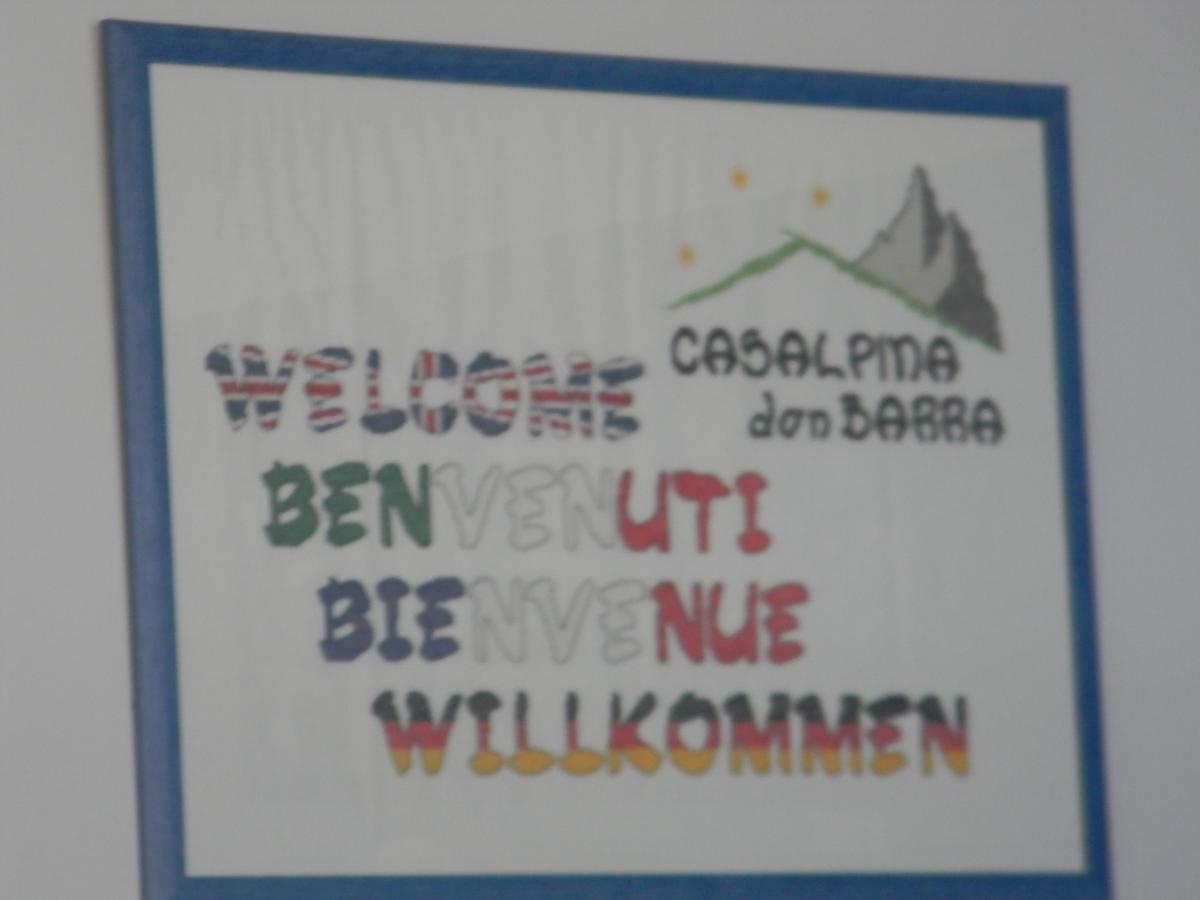 CASALPINA
don BARRA
WELCOME
BENVENUTI
BIENVENUE
WILLKOMMEN